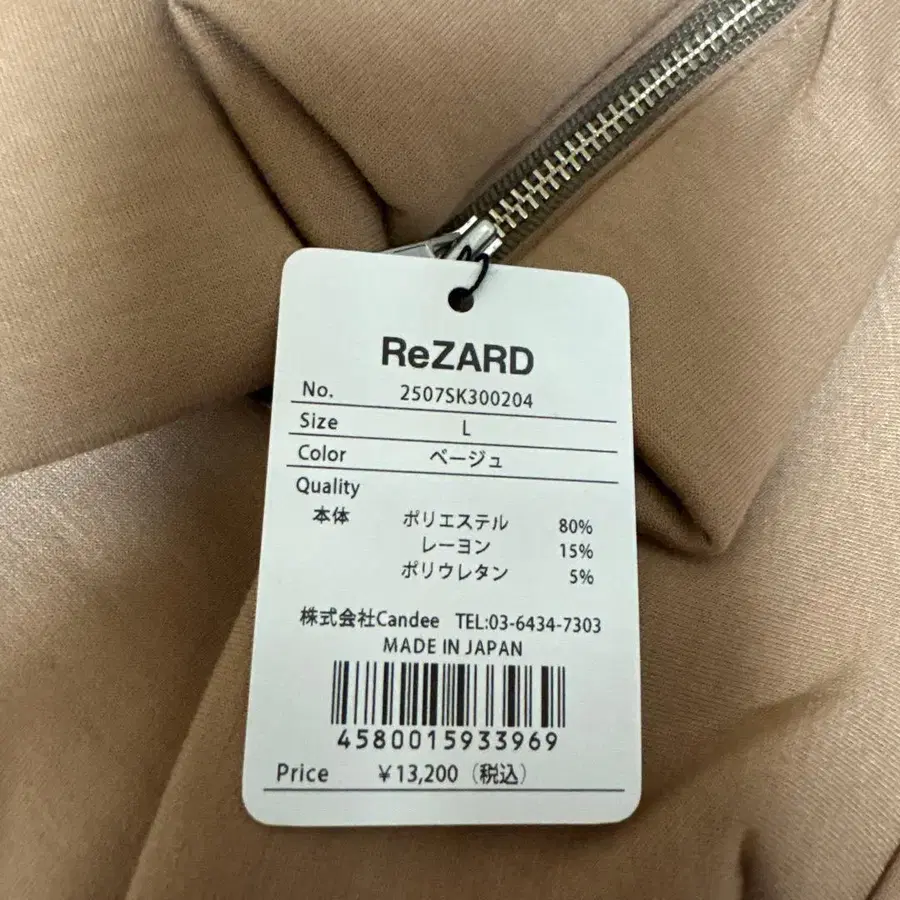 ReZARD
No. 2507SK300204
Size L
Color ベージュ
Quality
本体 ポリエステル 80%
レーヨン 15%
ポリウレタン 5%
株式会社Candee TEL:03-6434-7303
MADE IN JAPAN
4580015933969
Price ￥13,200（税込）